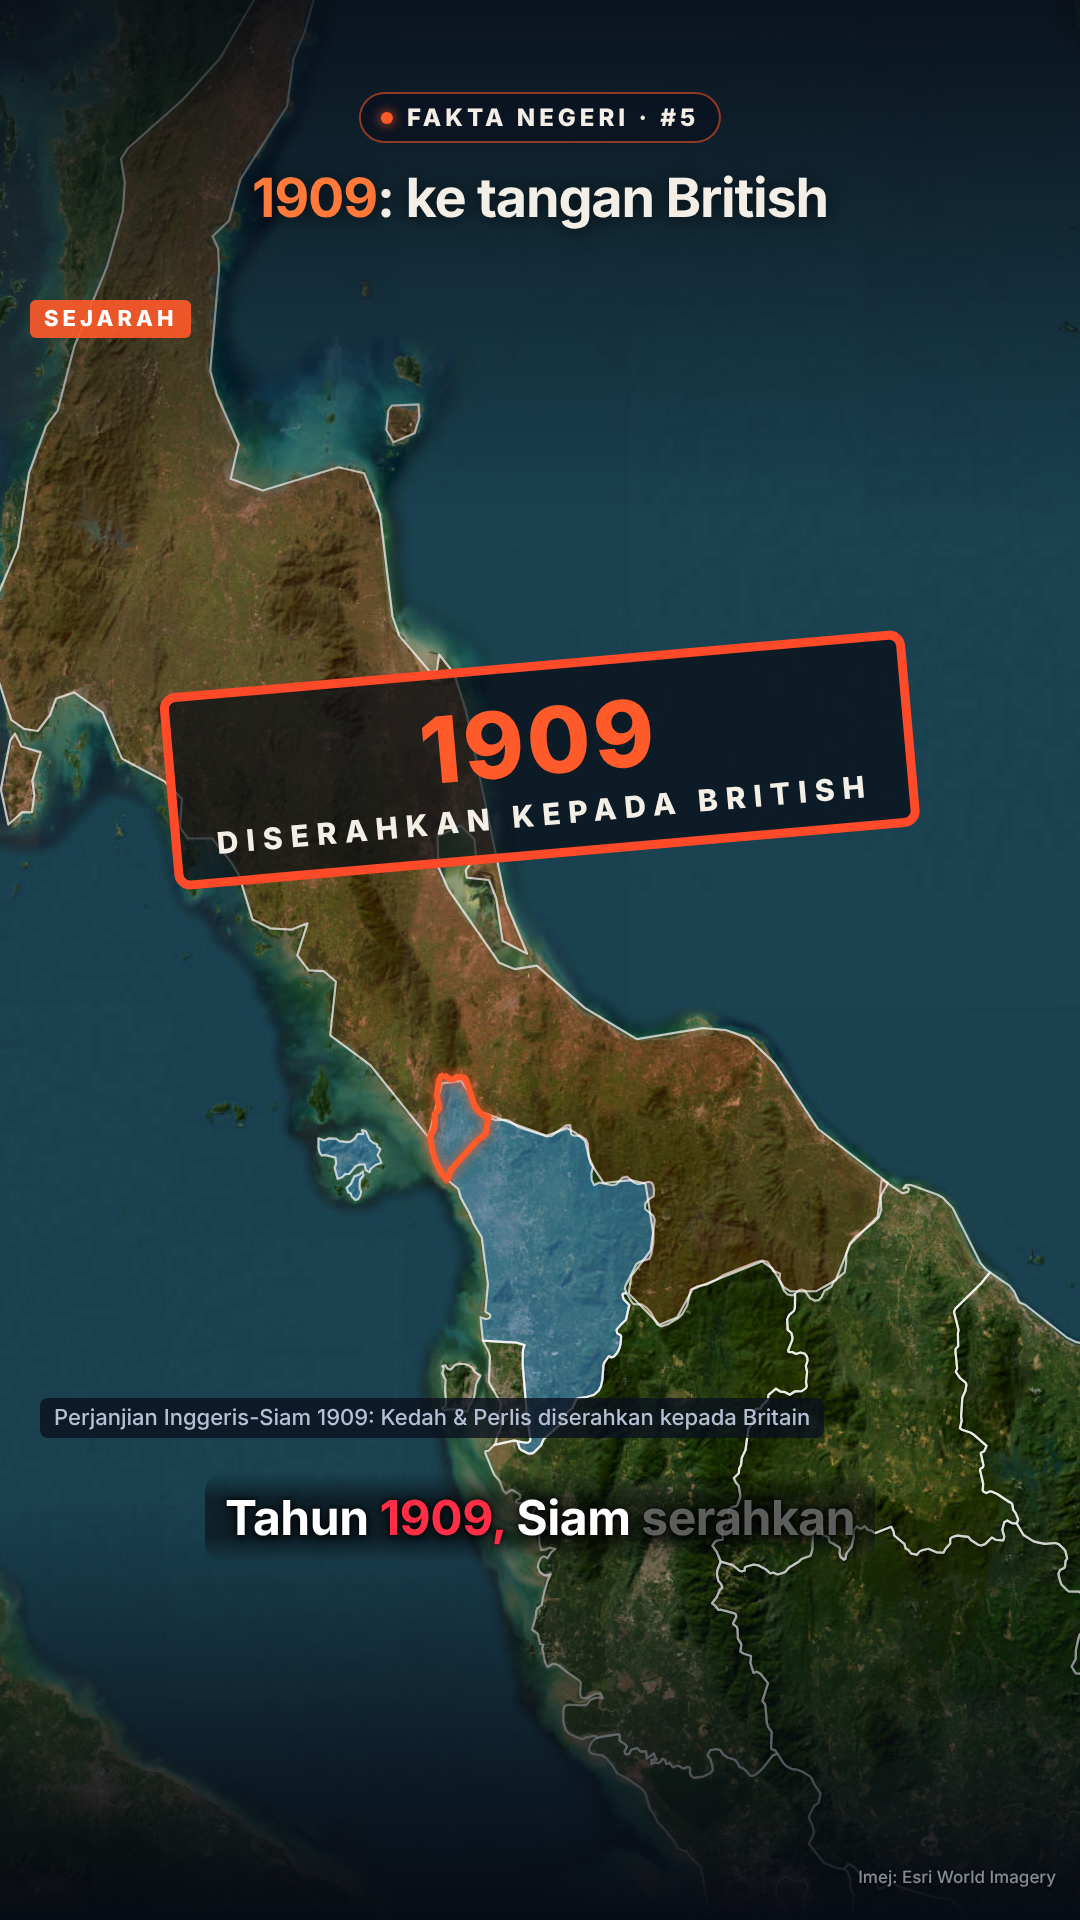 FAKTA NEGERI · #5
1909: ke tangan British
SEJARAH
1909
DISERAHKAN KEPADA BRITISH
Perjanjian Inggeris-Siam 1909: Kedah & Perlis diserahkan kepada Britain
Tahun 1909, Siam serahkan
Imej: Esri World Imagery